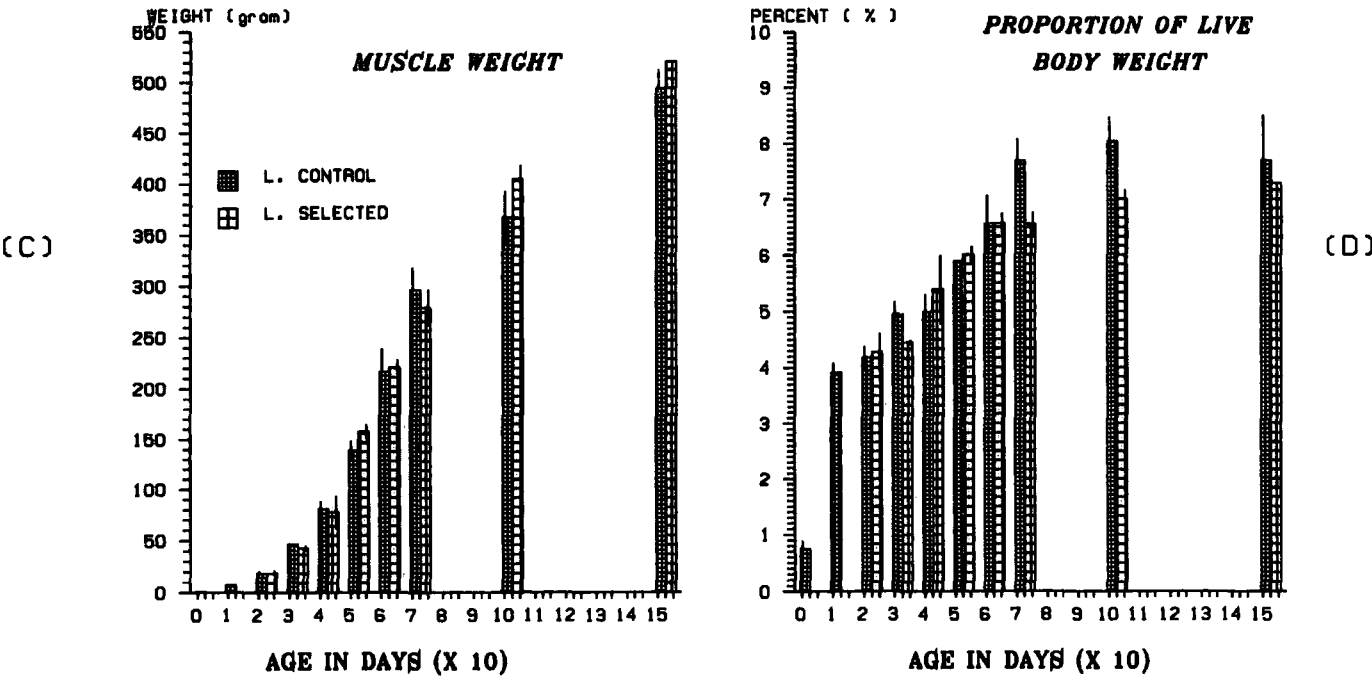 WEIGHT (gram)
550
500
450
400
350
300
250
200
150
100
50
0
MUSCLE WEIGHT
L. CONTROL
L. SELECTED
(C)
0 1 2 3 4 5 6 7 8 9 10 11 12 13 14 15
AGE IN DAYS (X 10)
PERCENT ( % )
10
9
8
7
6
5
4
3
2
1
0
PROPORTION OF LIVE
BODY WEIGHT
(D)
0 1 2 3 4 5 6 7 8 9 10 11 12 13 14 15
AGE IN DAYS (X 10)